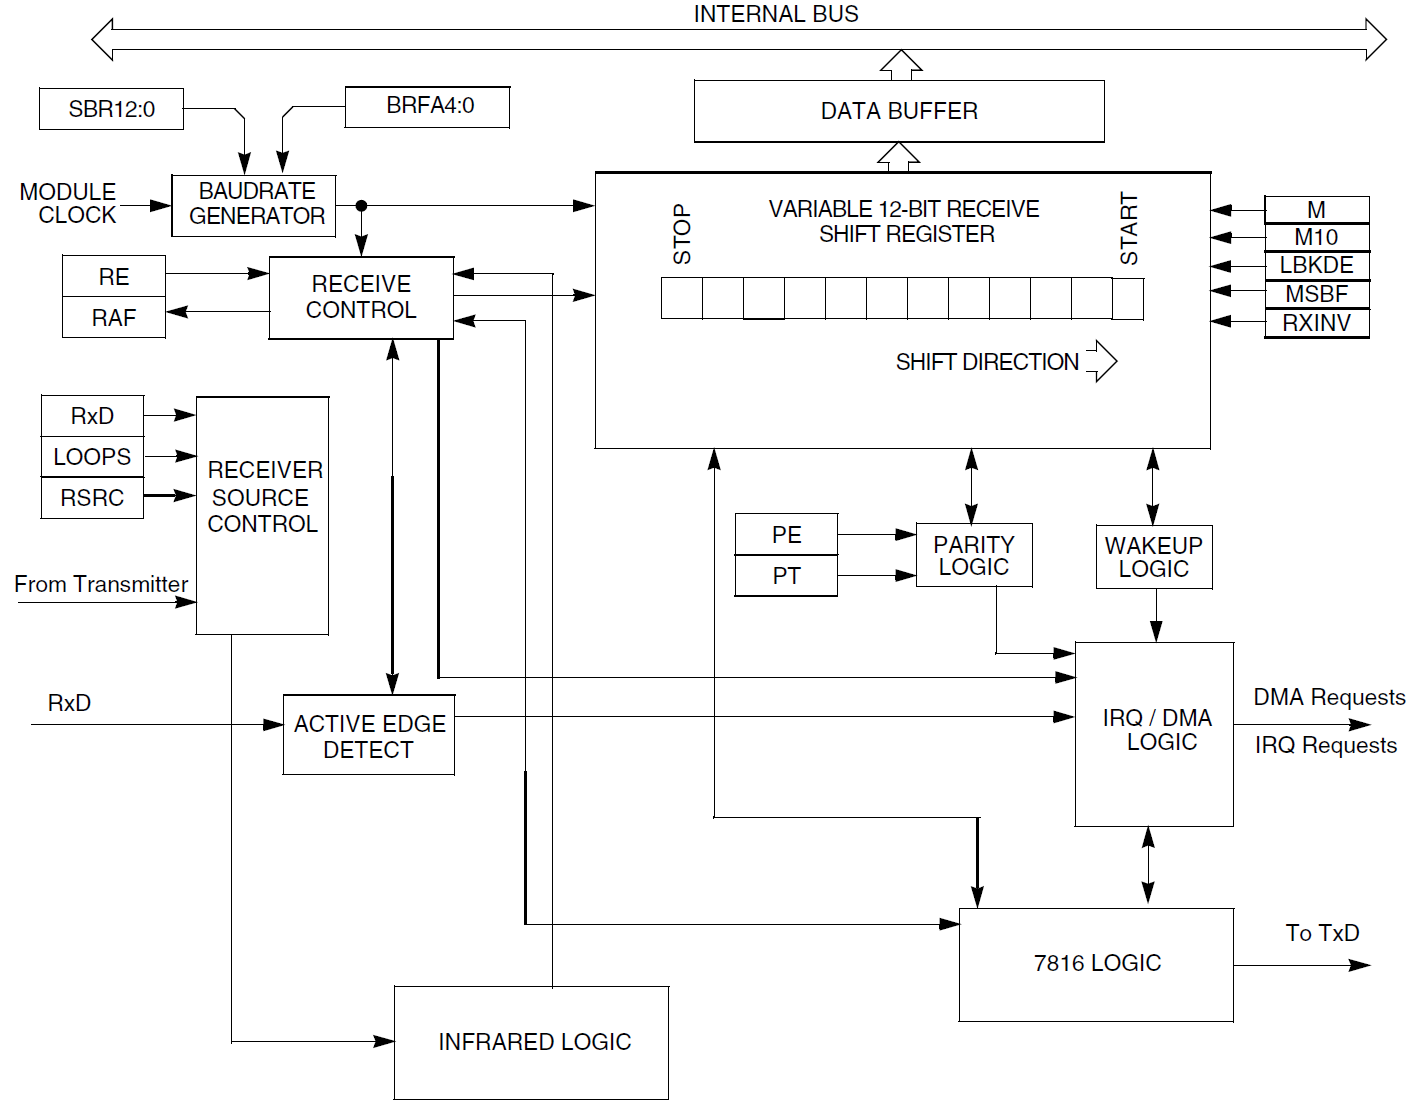 INTERNAL BUS
SBR12:0
BRFA4:0
DATA BUFFER
MODULE
CLOCK
BAUDRATE
GENERATOR
STOP
VARIABLE 12-BIT RECEIVE
SHIFT REGISTER
START
M
M10
LBKDE
MSBF
RXINV
RE
RAF
RECEIVE
CONTROL
SHIFT DIRECTION
RxD
LOOPS
RSRC
RECEIVER
SOURCE
CONTROL
From Transmitter
PE
PT
PARITY
LOGIC
WAKEUP
LOGIC
RxD
ACTIVE EDGE
DETECT
IRQ / DMA
LOGIC
DMA Requests
IRQ Requests
7816 LOGIC
To TxD
INFRARED LOGIC